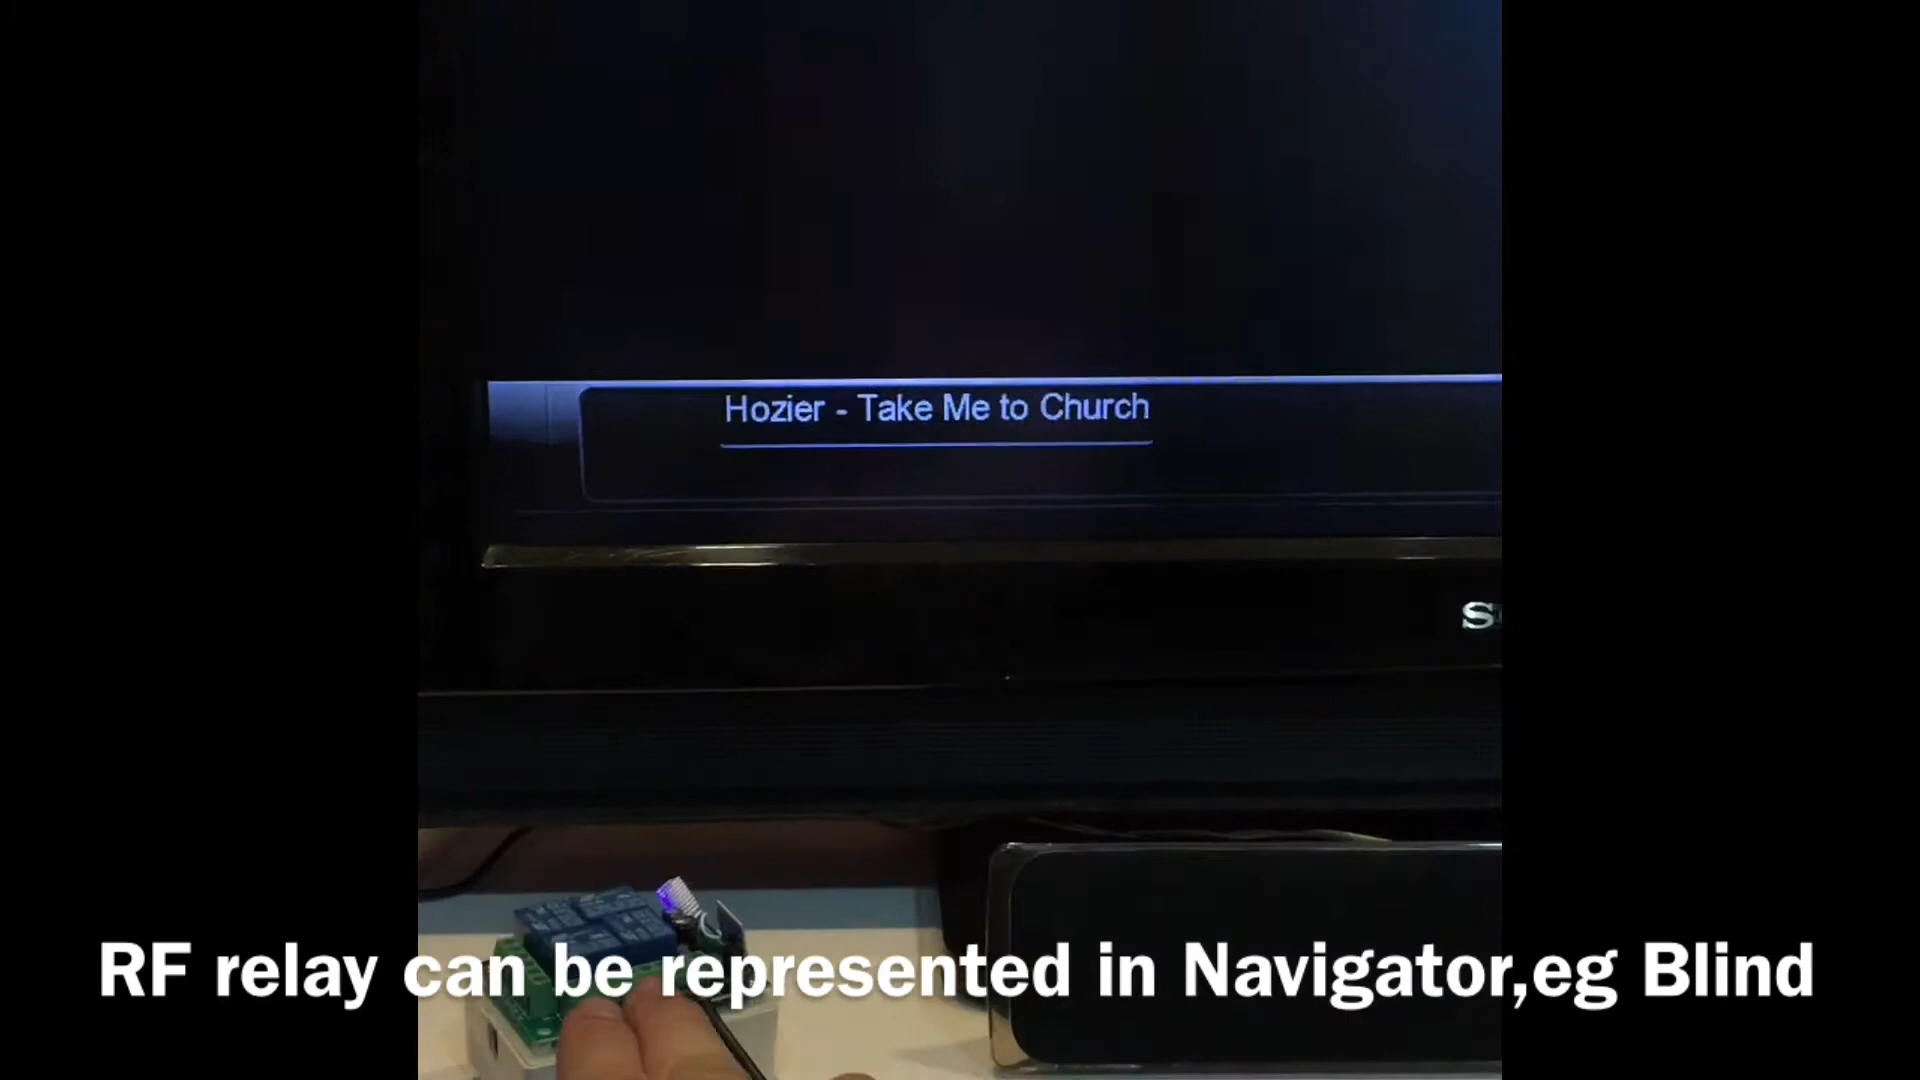 Hozier - Take Me to Church
RF relay can be represented in Navigator,eg Blind